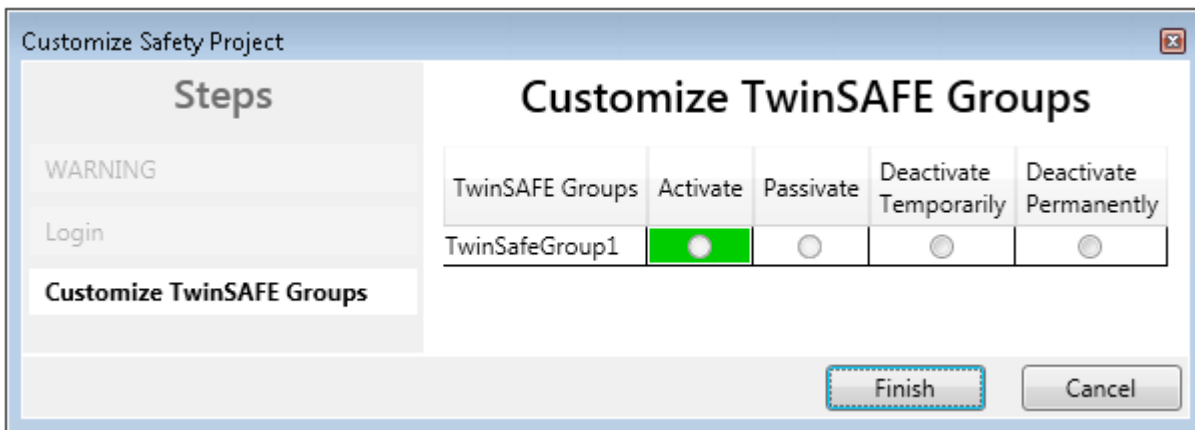 Customize Safety Project
Steps
WARNING
Login
Customize TwinSAFE Groups
Customize TwinSAFE Groups
TwinSAFE Groups Activate Passivate Deactivate Temporarily Deactivate Permanently
TwinSafeGroup1
Finish Cancel